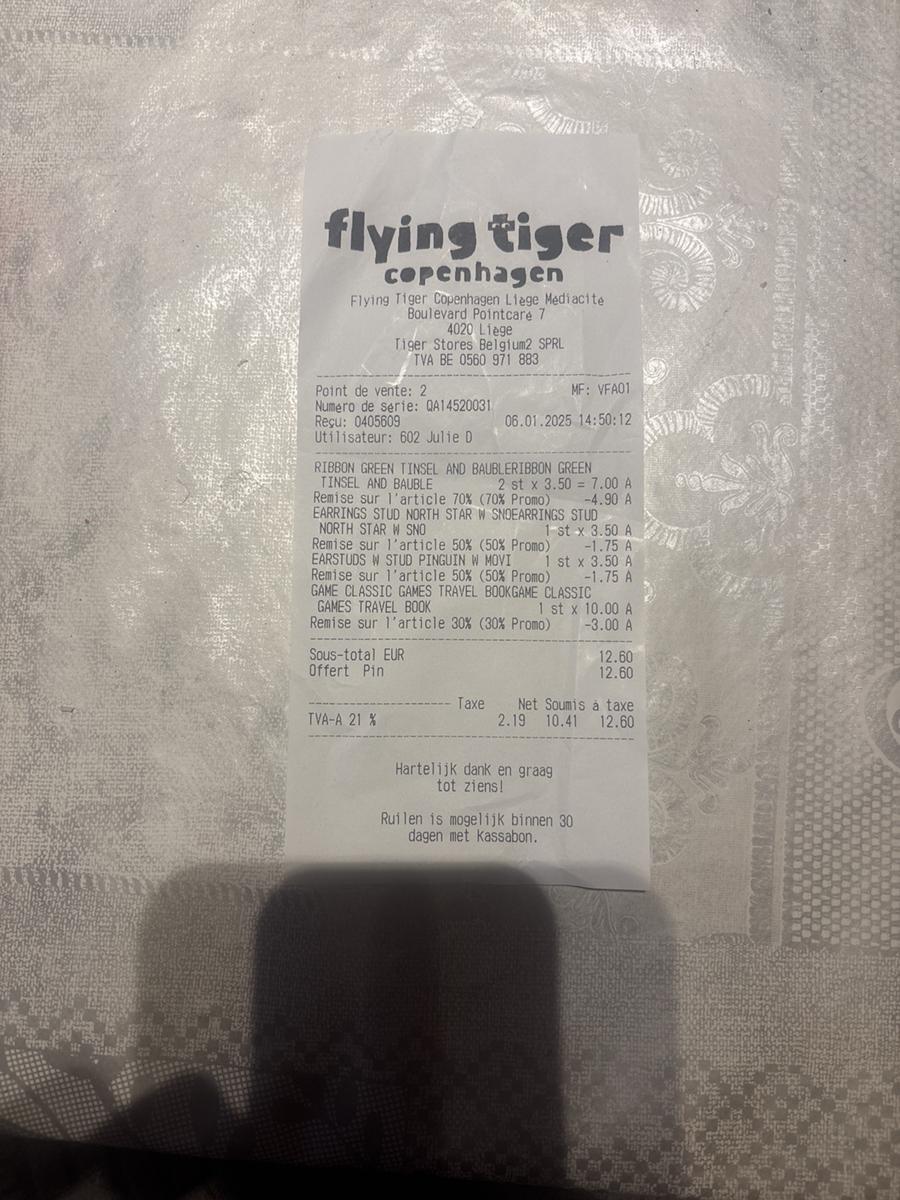 flying tiger
copenhagen
Flying Tiger Copenhagen Liège Médiacité
Boulevard Pointcaré 7
4020 Liège
Tiger Stores Belgium2 SPRL
TVA BE 0560 971 883
Point de vente: 2 MF: VFA01
Numéro de série: QA14520031
Reçu: 0405609 06.01.2025 14:50:12
Utilisateur: 602 Julie D
RIBBON GREEN TINSEL AND BAUBLERIBBON GREEN
TINSEL AND BAUBLE 2 st x 3.50 = 7.00 A
Remise sur l'article 70% (70% Promo) -4.90 A
EARRINGS STUD NORTH STAR W SNOEARRINGS STUD
NORTH STAR W SNO 1 st x 3.50 A
Remise sur l'article 50% (50% Promo) -1.75 A
EARSTUDS W STUD PINGUIN W MOVI 1 st x 3.50 A
Remise sur l'article 50% (50% Promo) -1.75 A
GAME CLASSIC GAMES TRAVEL BOOKGAME CLASSIC
GAMES TRAVEL BOOK 1 st x 10.00 A
Remise sur l'article 30% (30% Promo) -3.00 A
Sous-total EUR 12.60
Offert Pin 12.60
Taxe Net Soumis à taxe
TVA-A 21 % 2.19 10.41 12.60
Hartelijk dank en graag
tot ziens!
Ruilen is mogelijk binnen 30
dagen met Kassabon.